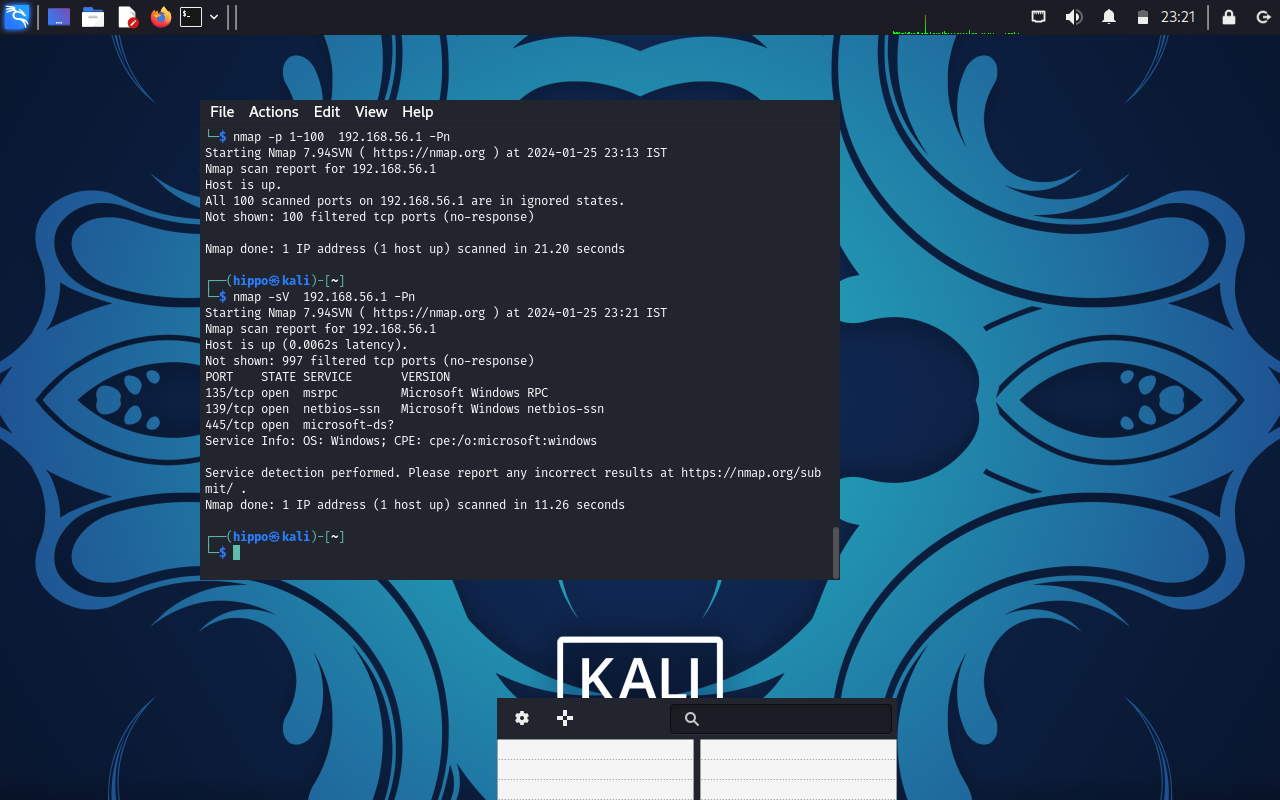 23:21
File Actions Edit View Help
└─$ nmap -p 1-100  192.168.56.1 -Pn
Starting Nmap 7.94SVN ( https://nmap.org ) at 2024-01-25 23:13 IST
Nmap scan report for 192.168.56.1
Host is up.
All 100 scanned ports on 192.168.56.1 are in ignored states.
Not shown: 100 filtered tcp ports (no-response)
Nmap done: 1 IP address (1 host up) scanned in 21.20 seconds
┌──(hippo㉿kali)-[~]
└─$ nmap -sV  192.168.56.1 -Pn
Starting Nmap 7.94SVN ( https://nmap.org ) at 2024-01-25 23:21 IST
Nmap scan report for 192.168.56.1
Host is up (0.0062s latency).
Not shown: 997 filtered tcp ports (no-response)
PORT    STATE SERVICE       VERSION
135/tcp open  msrpc         Microsoft Windows RPC
139/tcp open  netbios-ssn   Microsoft Windows netbios-ssn
445/tcp open  microsoft-ds?
Service Info: OS: Windows; CPE: cpe:/o:microsoft:windows
Service detection performed. Please report any incorrect results at https://nmap.org/sub
mit/ .
Nmap done: 1 IP address (1 host up) scanned in 11.26 seconds
┌──(hippo㉿kali)-[~]
└─$
KALI